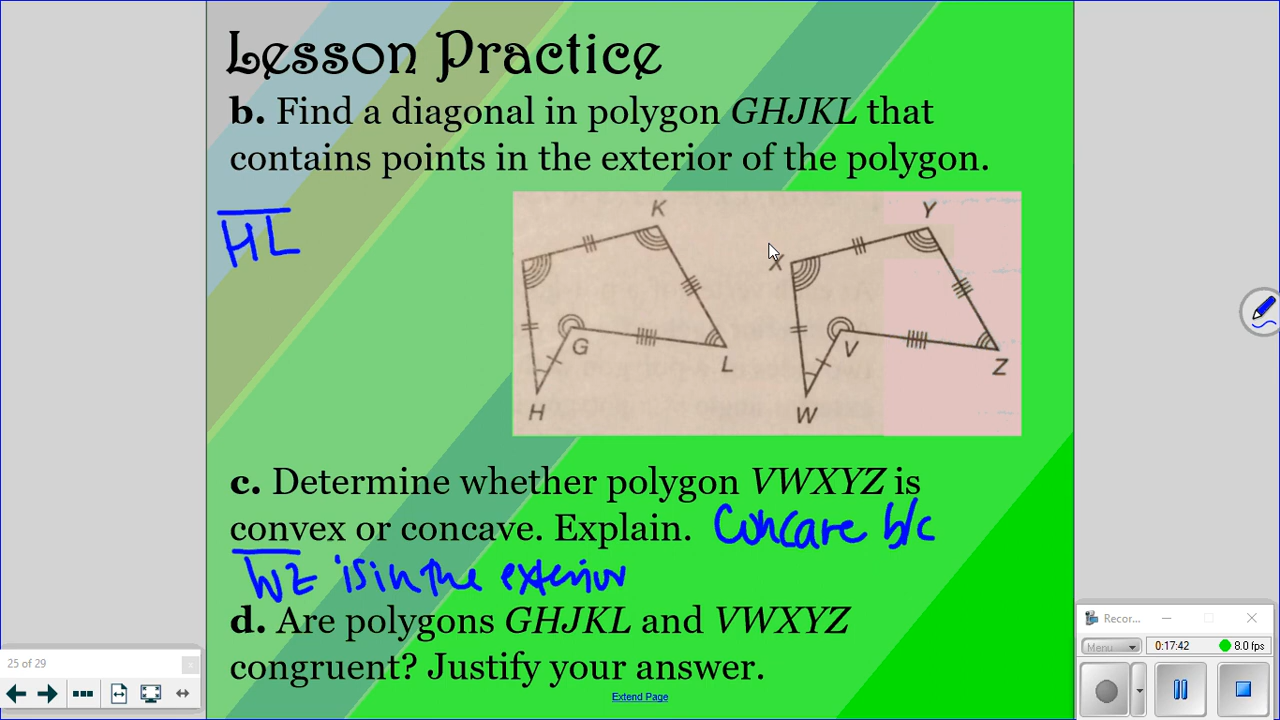 Lesson Practice
b. Find a diagonal in polygon GHJKL that
contains points in the exterior of the polygon.
HL
K
G
L
H
X
Y
V
Z
W
c. Determine whether polygon VWXYZ is
convex or concave. Explain. Concave b/c
WZ is in the exterior
d. Are polygons GHJKL and VWXYZ
congruent? Justify your answer.
Extend Page
25 of 29
x
Recor...
Menu
0:17:42
8.0 fps